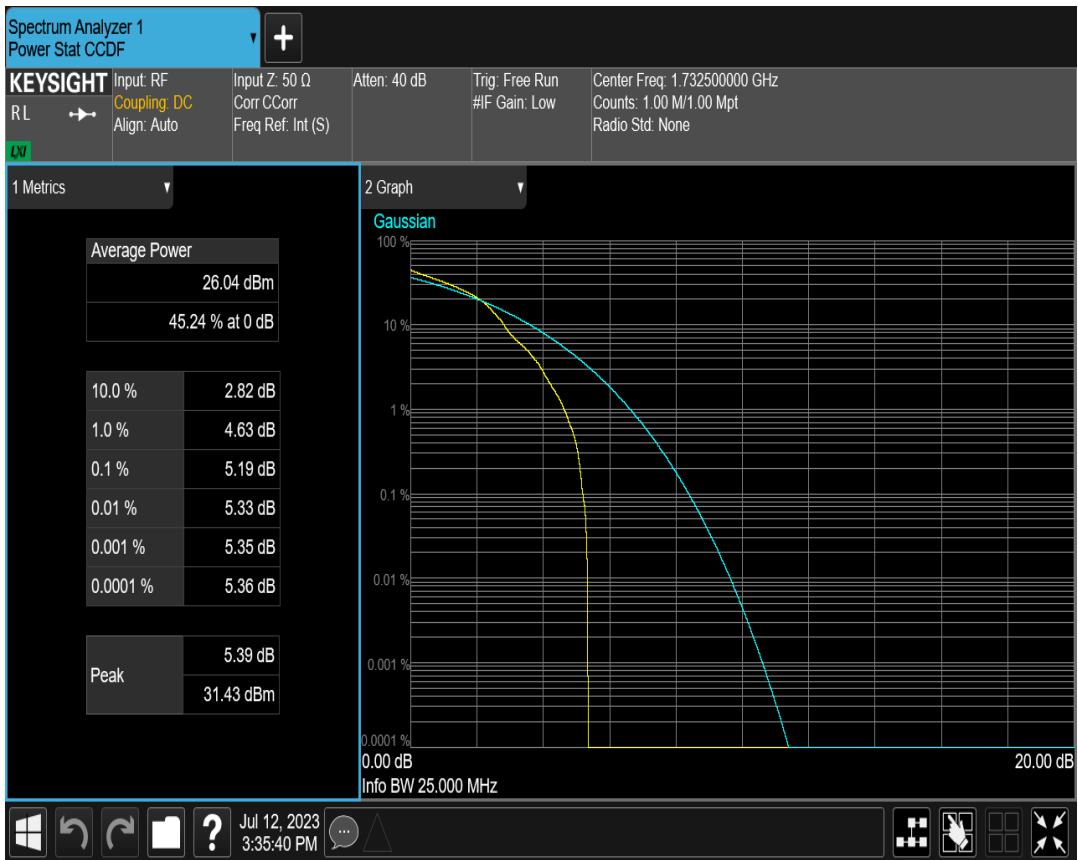 Spectrum Analyzer 1
Power Stat CCDF
+
KEYSIGHT
RL
LXI
Input: RF
Coupling: DC
Align: Auto
Input Z: 50 Ω
Corr CCorr
Freq Ref: Int (S)
Atten: 40 dB
Trig: Free Run
#IF Gain: Low
Center Freq: 1.732500000 GHz
Counts: 1.00 M/1.00 Mpt
Radio Std: None
1 Metrics
Average Power
26.04 dBm
45.24 % at 0 dB
10.0 % 2.82 dB
1.0 % 4.63 dB
0.1 % 5.19 dB
0.01 % 5.33 dB
0.001 % 5.35 dB
0.0001 % 5.36 dB
Peak
5.39 dB
31.43 dBm
2 Graph
Gaussian
100 %
10 %
1 %
0.1 %
0.01 %
0.001 %
0.0001 %
0.00 dB 20.00 dB
Info BW 25.000 MHz
?
Jul 12, 2023
3:35:40 PM